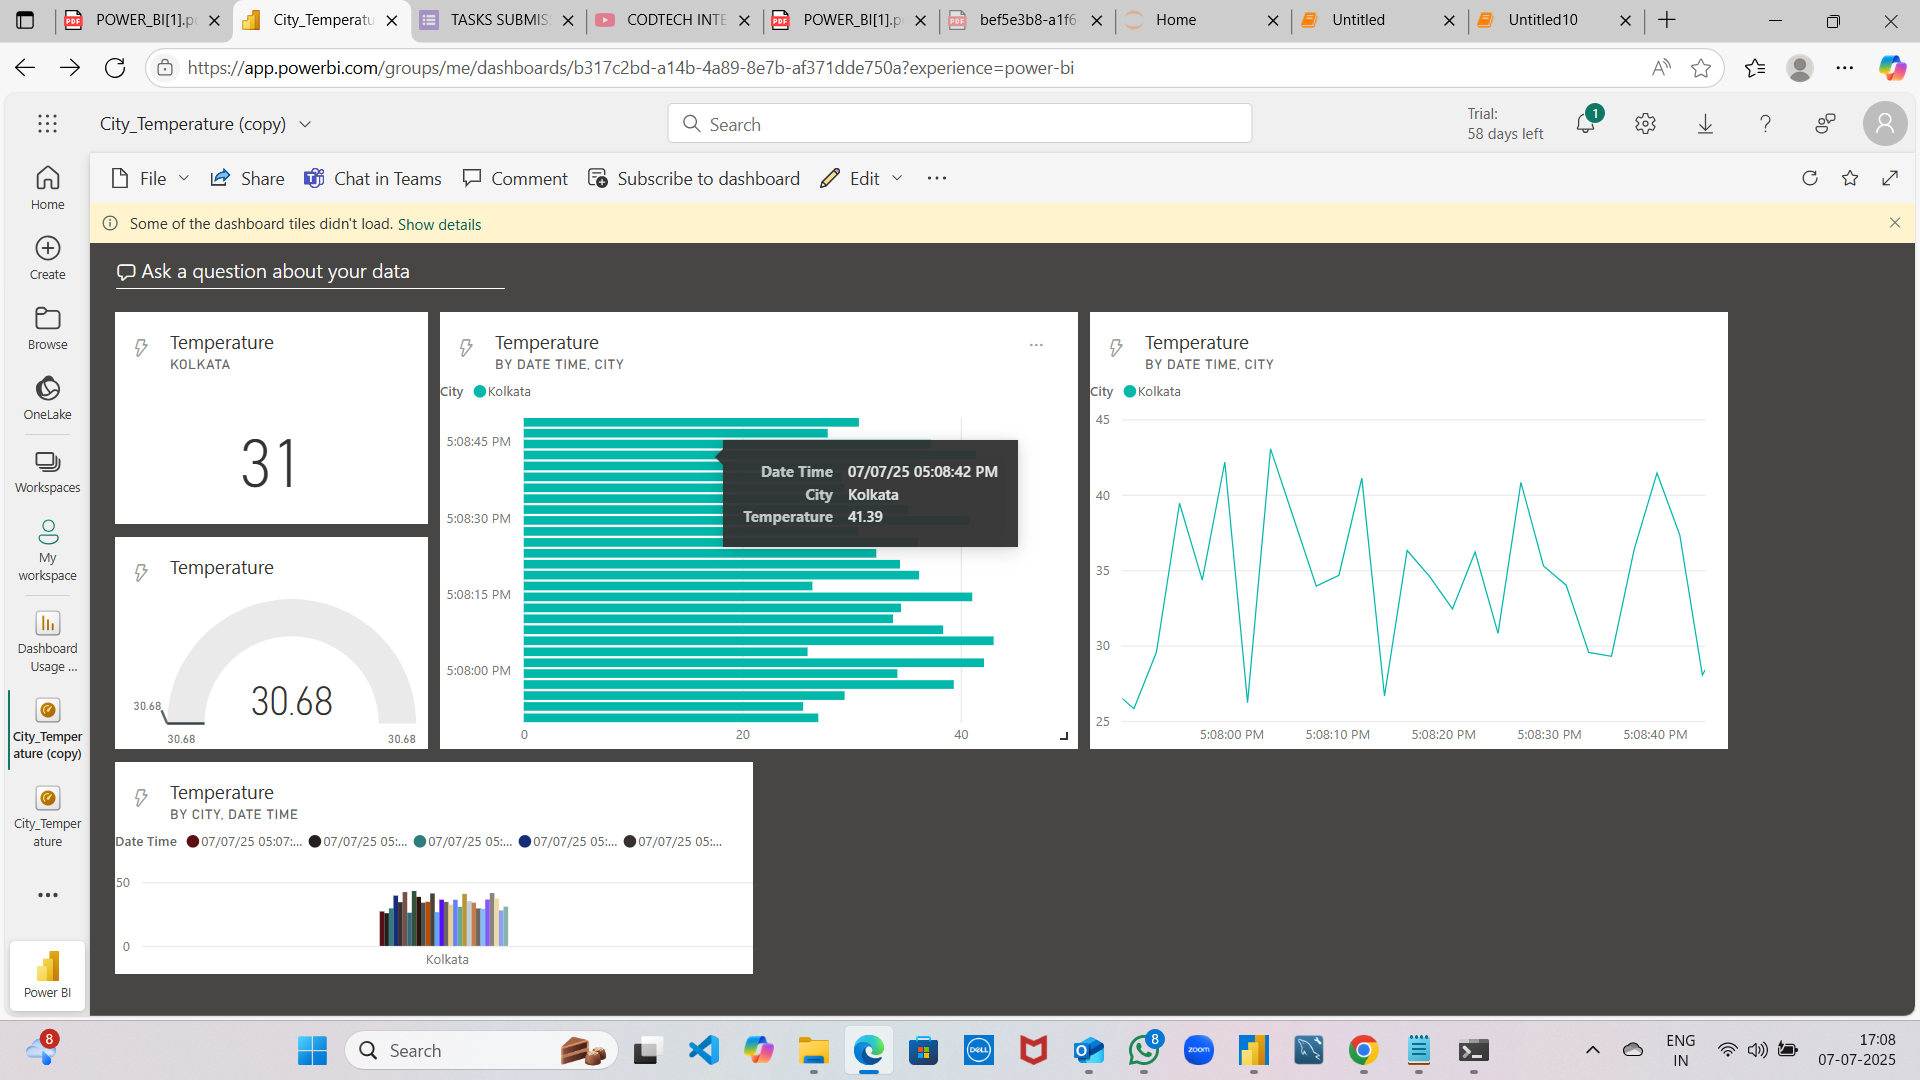 POWER_BI[1].p
City_Temperatu
TASKS SUBMIS
CODTECH INTE
POWER_BI[1].p
bef5e3b8-a1f6-
Home
Untitled
Untitled10
https://app.powerbi.com/groups/me/dashboards/b317c2bd-a14b-4a89-8e7b-af371dde750a?experience=power-bi
City_Temperature (copy)
Search
Trial:
58 days left
1
File
Share
Chat in Teams
Comment
Subscribe to dashboard
Edit
Some of the dashboard tiles didn't load. Show details
Home
Create
Browse
OneLake
Workspaces
My
workspace
Dashboard
Usage ...
City_Temper
ature (copy)
City_Temper
ature
Power BI
Ask a question about your data
Temperature
KOLKATA
31
Temperature
30.68
30.68
30.68
30.68
Temperature
BY DATE TIME, CITY
City Kolkata
5:08:45 PM
5:08:30 PM
5:08:15 PM
5:08:00 PM
0 20 40
Date Time 07/07/25 05:08:42 PM
City Kolkata
Temperature 41.39
Temperature
BY DATE TIME, CITY
City Kolkata
45
40
35
30
25
5:08:00 PM 5:08:10 PM 5:08:20 PM 5:08:30 PM 5:08:40 PM
Temperature
BY CITY, DATE TIME
Date Time 07/07/25 05:07:... 07/07/25 05:... 07/07/25 05:... 07/07/25 05:... 07/07/25 05:...
50
0
Kolkata
8
Search
DELL
8
zoom
ENG
IN
17:08
07-07-2025